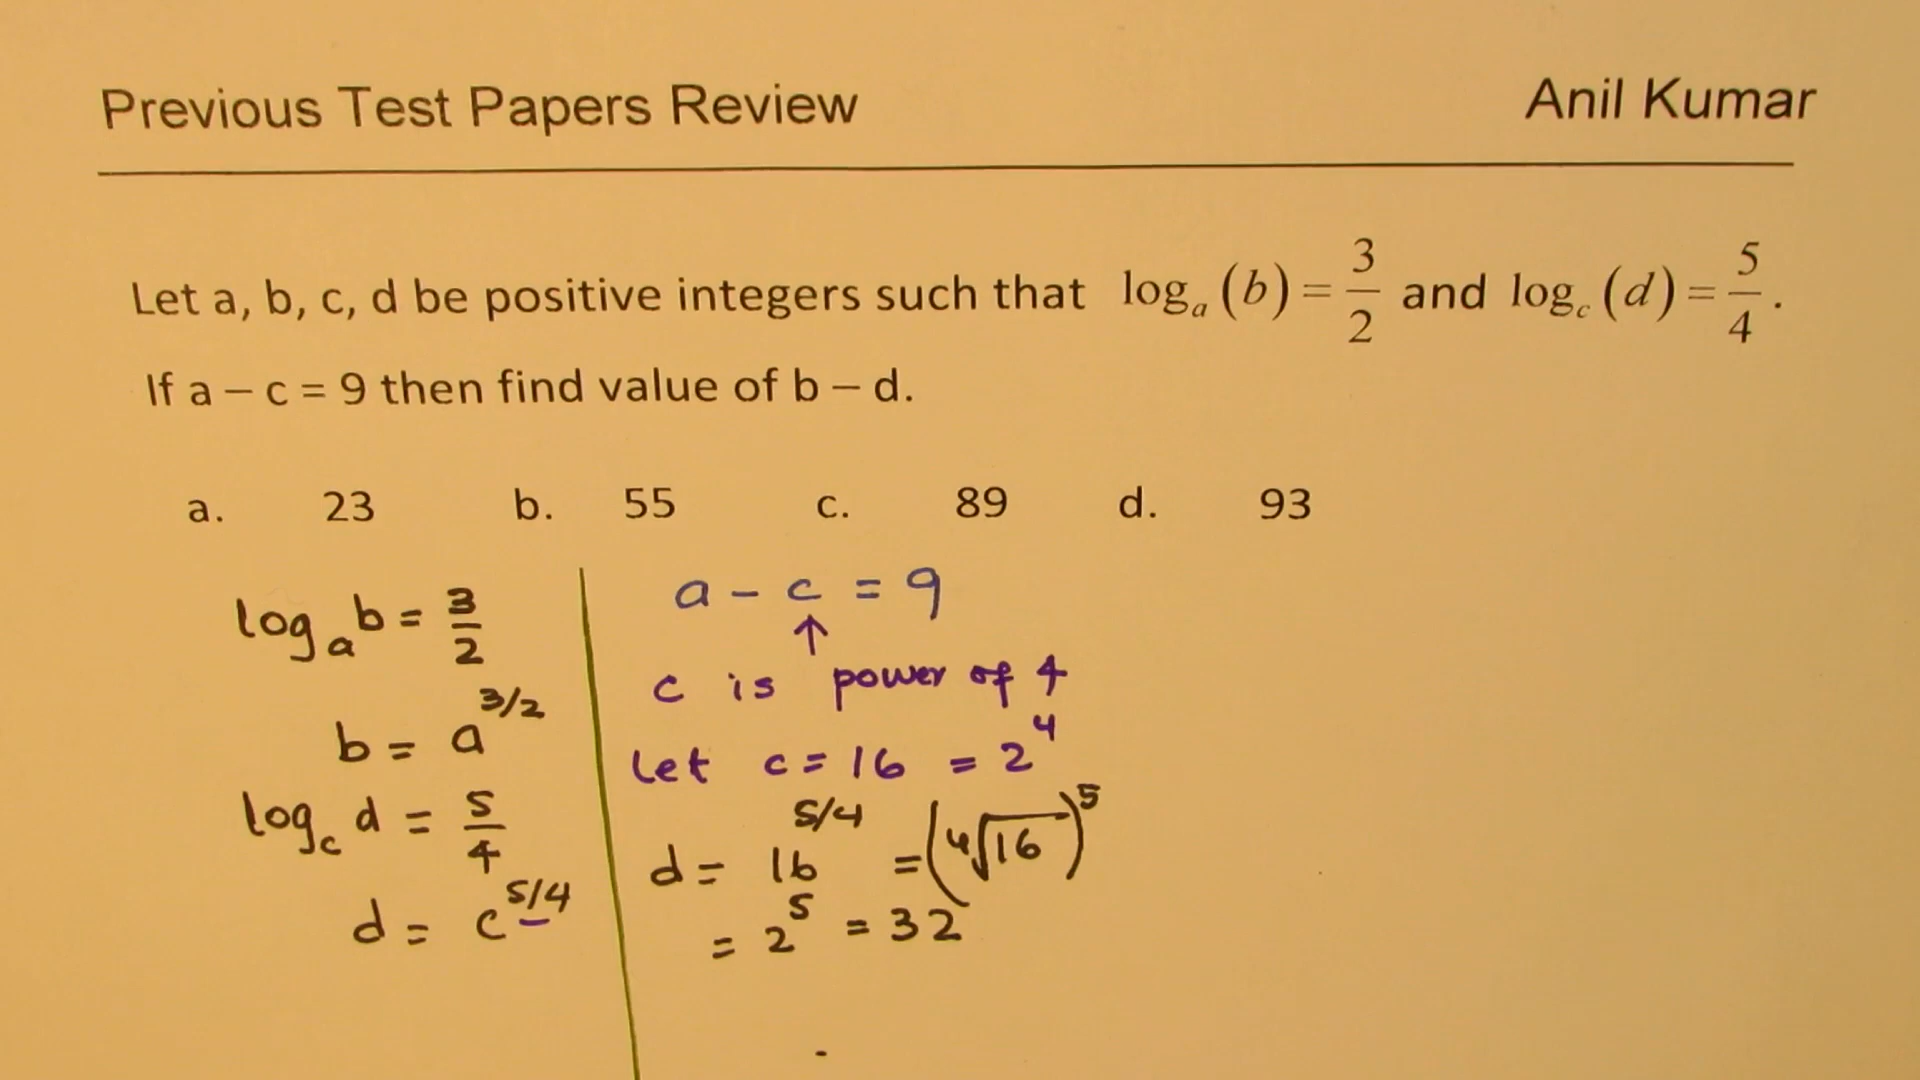 Previous Test Papers Review
Anil Kumar
Let a, b, c, d be positive integers such that logₐ(b) = 3/2 and log_c(d) = 5/4.
If a – c = 9 then find value of b – d.
a. 23 b. 55 c. 89 d. 93
logₐ b = 3/2
b = a^3/2
log_c d = 5/4
d = c^5/4
a - c = 9
↑
c is power of 4
Let c = 16 = 2^4
d = 16^5/4 = (⁴√16)^5
= 2^5 = 32